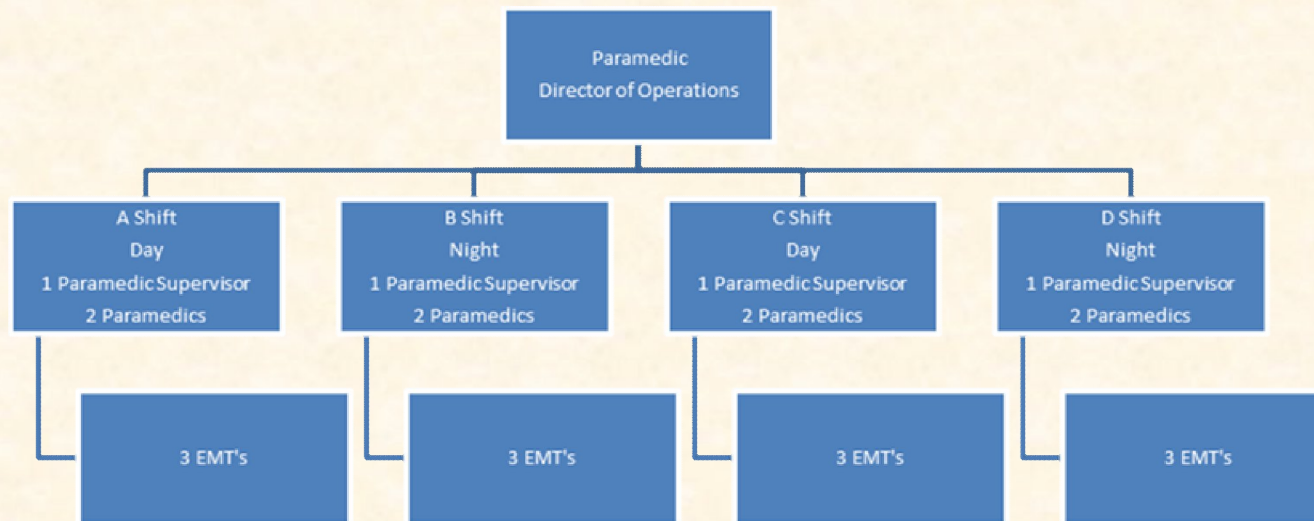 Paramedic
Director of Operations
A Shift
Day
1 Paramedic Supervisor
2 Paramedics
B Shift
Night
1 Paramedic Supervisor
2 Paramedics
C Shift
Day
1 Paramedic Supervisor
2 Paramedics
D Shift
Night
1 Paramedic Supervisor
2 Paramedics
3 EMT's
3 EMT's
3 EMT's
3 EMT's